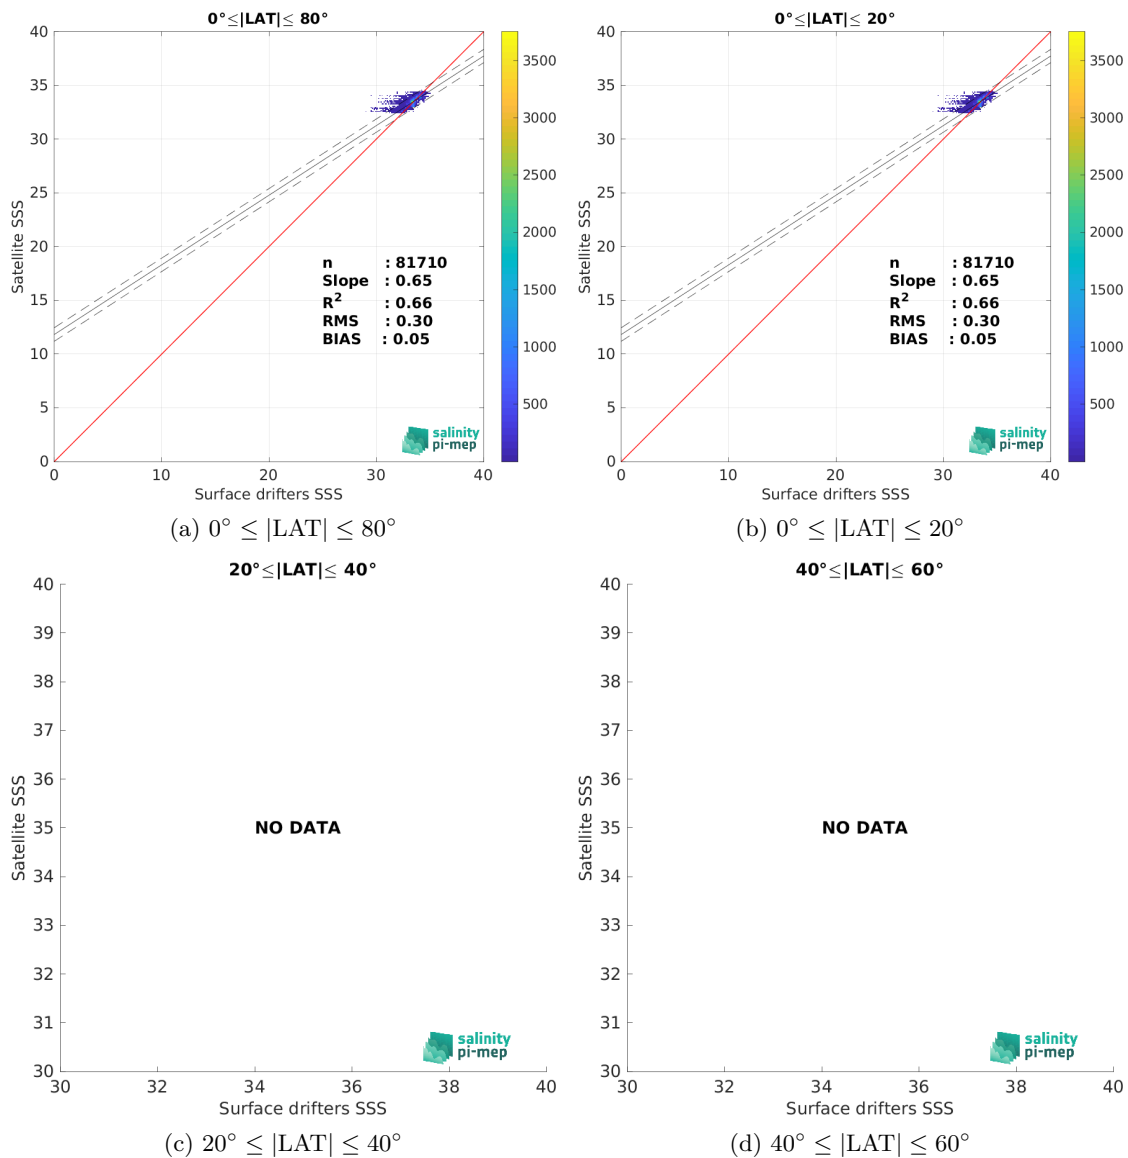 0°≤|LAT|≤ 80°
40
35
30
25
20
15
10
5
0
0
10
20
30
40
Satellite SSS
Surface drifters SSS
n : 81710
Slope : 0.65
R² : 0.66
RMS : 0.30
BIAS : 0.05
salinity
pi-mep
3500
3000
2500
2000
1500
1000
500
(a) 0° ≤ |LAT| ≤ 80°
0°≤|LAT|≤ 20°
40
35
30
25
20
15
10
5
0
0
10
20
30
40
Satellite SSS
Surface drifters SSS
n : 81710
Slope : 0.65
R² : 0.66
RMS : 0.30
BIAS : 0.05
salinity
pi-mep
3500
3000
2500
2000
1500
1000
500
(b) 0° ≤ |LAT| ≤ 20°
20°≤|LAT|≤ 40°
40
39
38
37
36
35
34
33
32
31
30
30
32
34
36
38
40
Satellite SSS
Surface drifters SSS
NO DATA
salinity
pi-mep
(c) 20° ≤ |LAT| ≤ 40°
40°≤|LAT|≤ 60°
40
39
38
37
36
35
34
33
32
31
30
30
32
34
36
38
40
Satellite SSS
Surface drifters SSS
NO DATA
salinity
pi-mep
(d) 40° ≤ |LAT| ≤ 60°